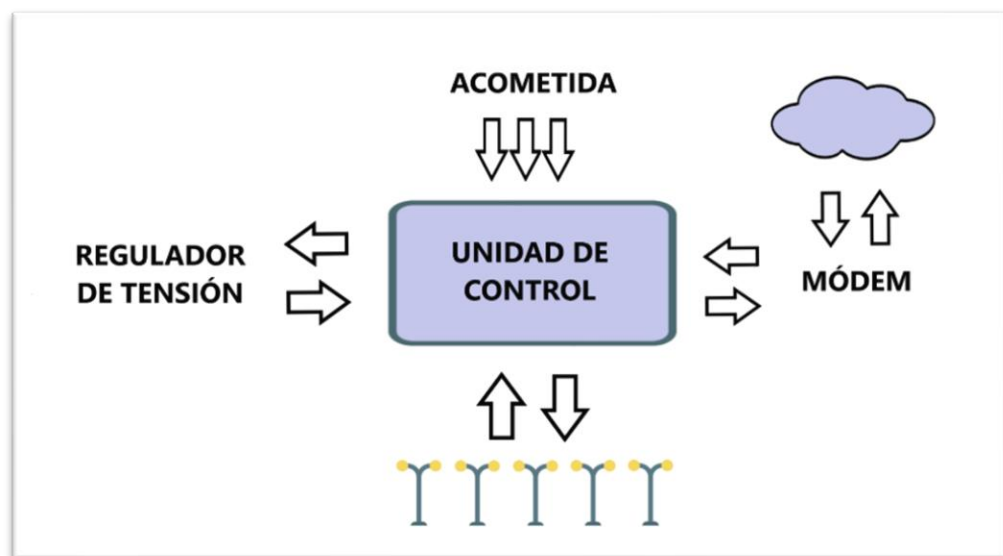 ACOMETIDA
REGULADOR
DE TENSIÓN
UNIDAD DE
CONTROL
MÓDEM